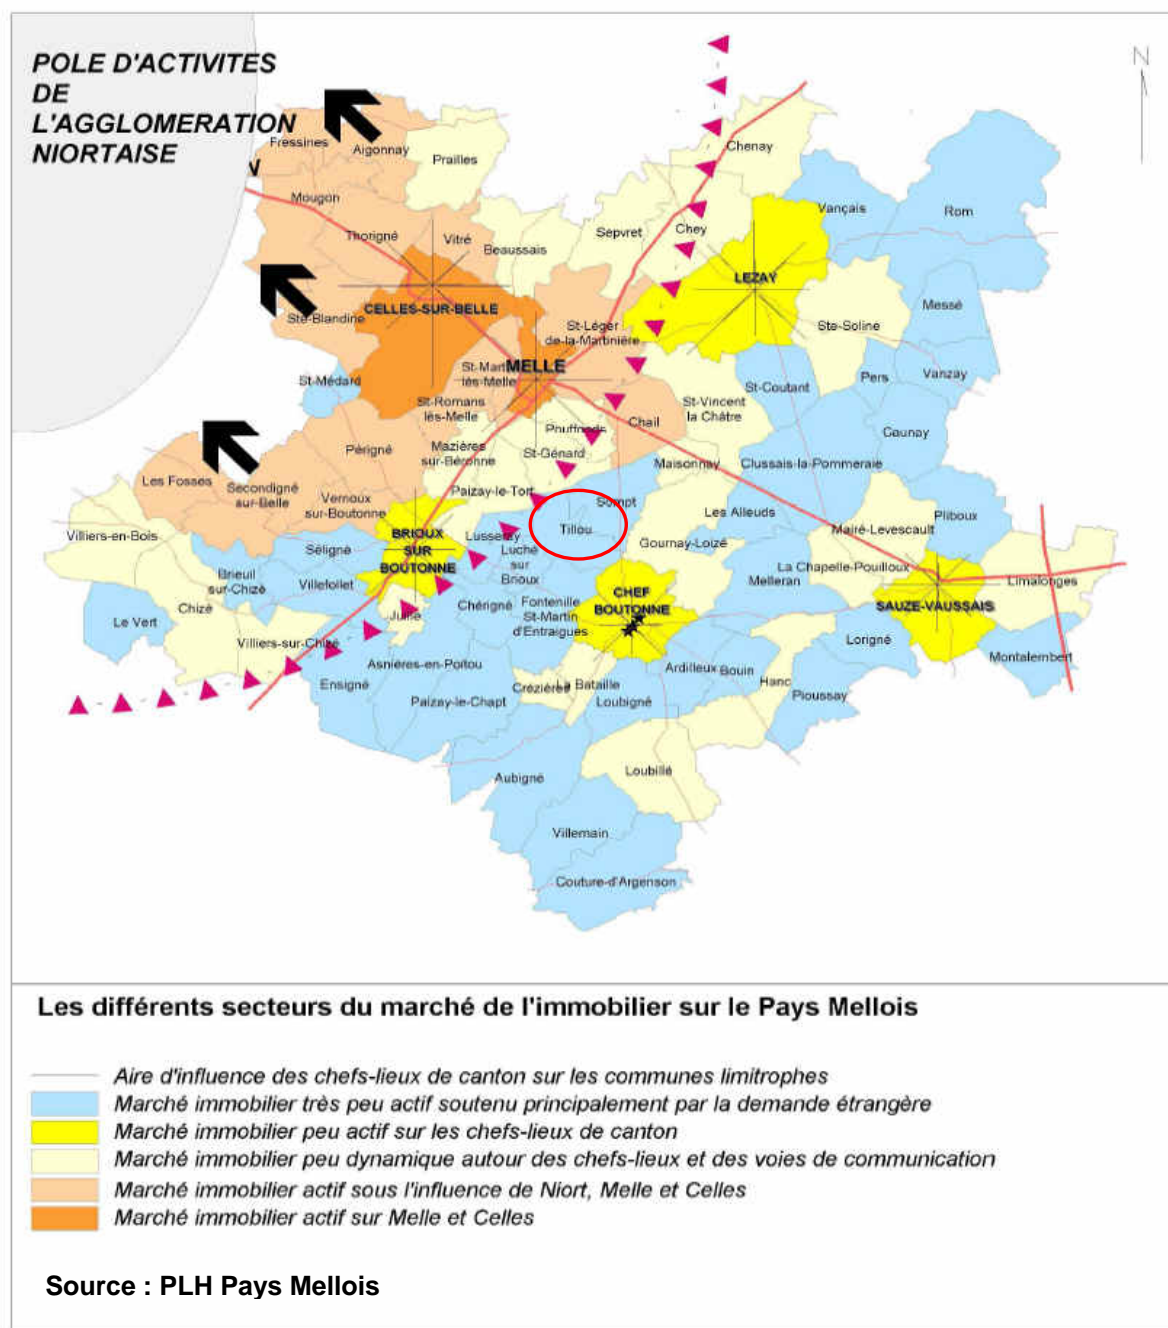 POLE D'ACTIVITES
DE
L'AGGLOMERATION
NIORTAISE
N
Fressines
Aigonnay
Prailles
Chenay
Mougon
Vançais
Rom
Thorigné
Vitré
Beaussais
Sepvret
Chey
LEZAY
CELLES-SUR-BELLE
Messé
Ste-Blandine
St-Léger
de-la-Martinière
Ste-Soline
St-Médard
MELLE
lès-Melle
St-Coutant
Pers
Vanzay
St-Romans
lès-Melle
St-Vincent
la Châtre
Chail
Caunay
Périgné
Mazières
sur-Béronne
St-Génard
Maisonnay
Clussais-la-Pommeraie
Les Fosses
Secondigné
sur-Belle
Vernoux
sur-Boutonne
Paizay-le-Tort
Sompt
Les Alleuds
Pliboux
Villiers-en-Bois
BRIOUX
SUR
BOUTONNE
Lusseray
Tillou
Gournay-Loizé
Mairé-Levescault
Séligné
Luché
sur
Brioux
Brieul
sur-Chizé
Villefollet
Melleran
La Chapelle-Pouilloux
Limalonges
Chizé
Juillé
Chérigné
Fontenille
St-Martin
d'Entraigues
CHEF
BOUTONNE
SAUZE-VAUSSAIS
Le Vert
Villiers-sur-Chizé
Lorigné
Montalembert
Asnières-en-Poitou
Ensigné
Paizay-le-Chapt
Crézières
La Bataille
Loubigné
Ardilleux
Bouin
Hanc
Pioussay
Aubigné
Loubillé
Villemain
Couture-d'Argenson
Les différents secteurs du marché de l'immobilier sur le Pays Mellois
Aire d'influence des chefs-lieux de canton sur les communes limitrophes
Marché immobilier très peu actif soutenu principalement par la demande étrangère
Marché immobilier peu actif sur les chefs-lieux de canton
Marché immobilier peu dynamique autour des chefs-lieux et des voies de communication
Marché immobilier actif sous l'influence de Niort, Melle et Celles
Marché immobilier actif sur Melle et Celles
Source : PLH Pays Mellois